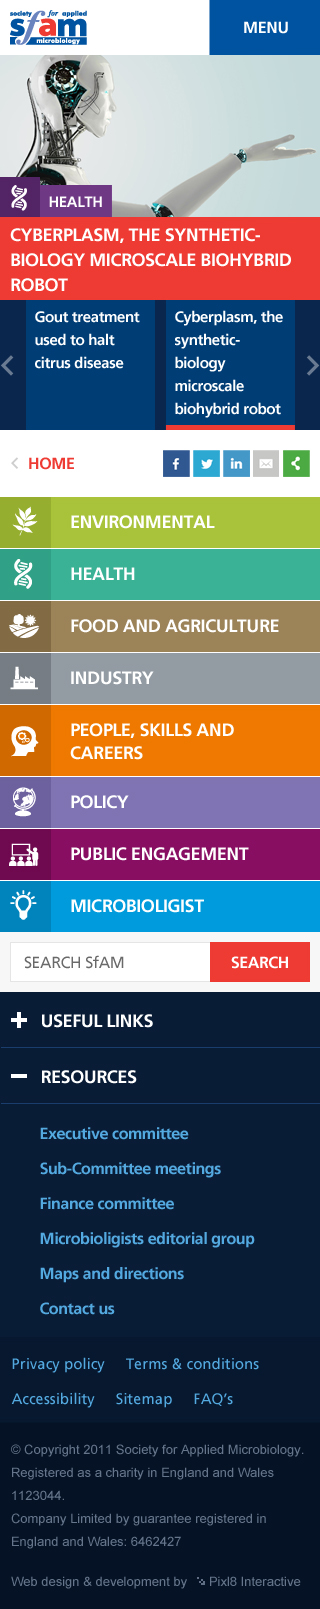 society for applied
sfam
microbiology
MENU
HEALTH
CYBERPLASM, THE SYNTHETIC-
BIOLOGY MICROSCALE BIOHYBRID
ROBOT
Gout treatment
used to halt
citrus disease
Cyberplasm, the
synthetic-
biology
microscale
biohybrid robot
HOME
ENVIRONMENTAL
HEALTH
FOOD AND AGRICULTURE
INDUSTRY
PEOPLE, SKILLS AND
CAREERS
POLICY
PUBLIC ENGAGEMENT
MICROBIOLIGIST
SEARCH SfAM
SEARCH
USEFUL LINKS
RESOURCES
Executive committee
Sub-Committee meetings
Finance committee
Microbioligists editorial group
Maps and directions
Contact us
Privacy policy Terms & conditions
Accessibility Sitemap FAQ's
© Copyright 2011 Society for Applied Microbiology.
Registered as a charity in England and Wales
1123044.
Company Limited by guarantee registered in
England and Wales: 6462427
Web design & development by Pixl8 Interactive